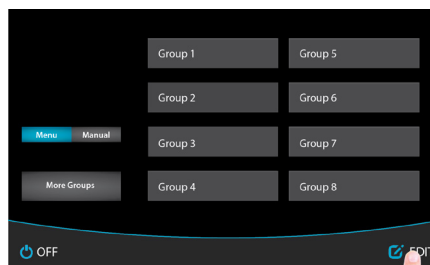 Group 1
Group 5
Group 2
Group 6
Menu
Manual
Group 3
Group 7
More Groups
Group 4
Group 8
OFF
EDIT